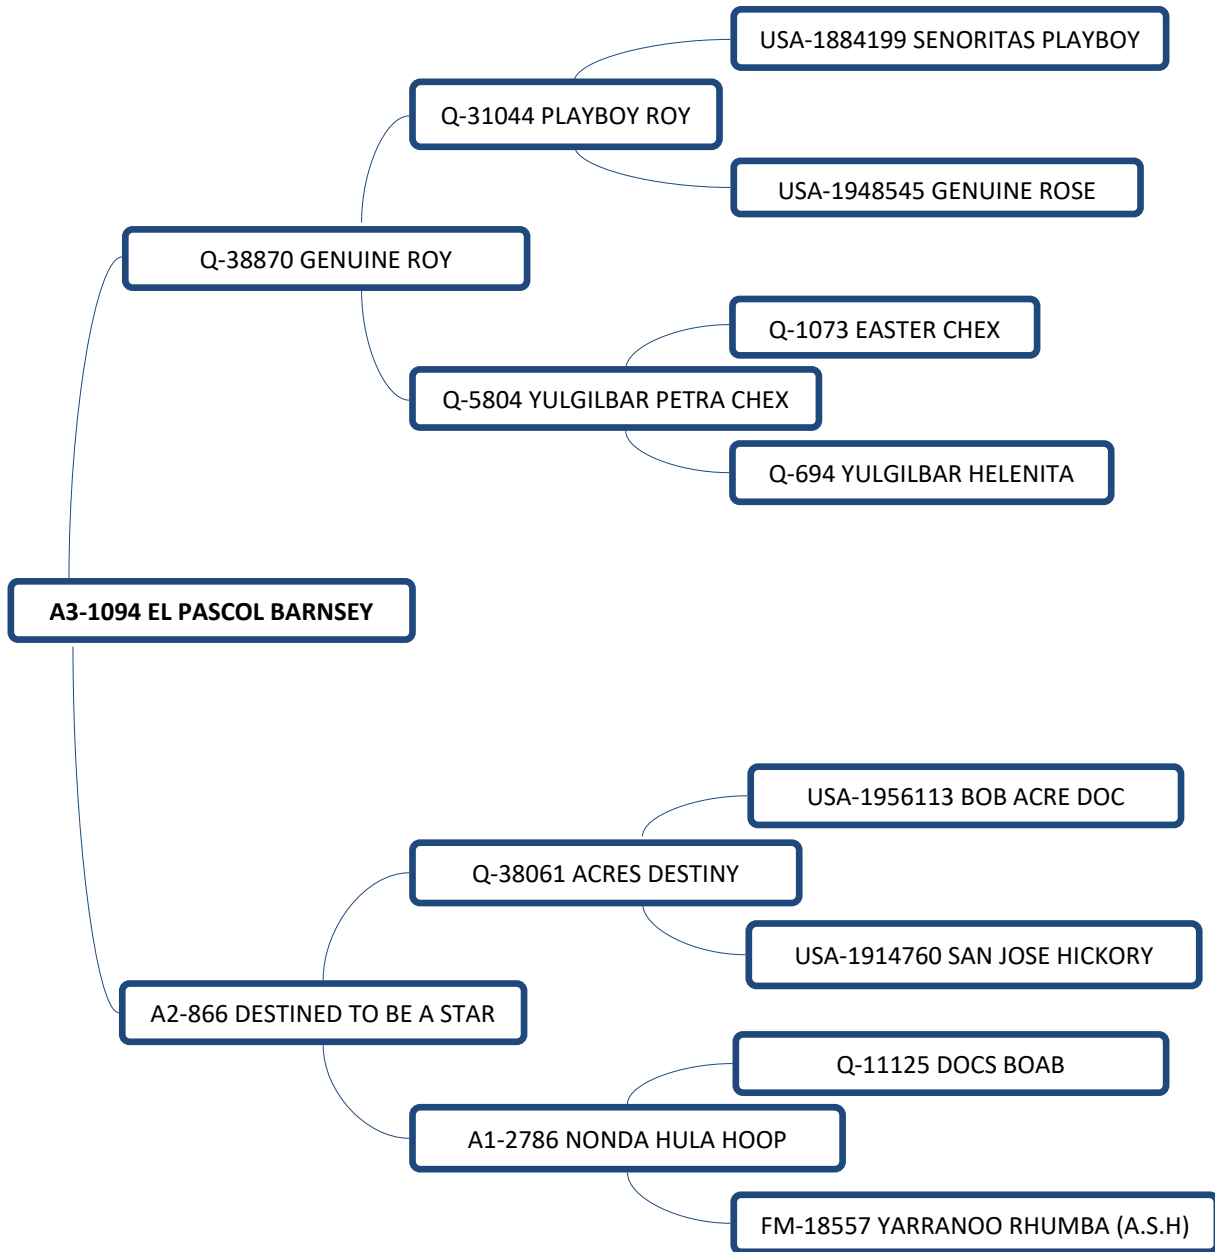 USA-1884199 SENORITAS PLAYBOY
Q-31044 PLAYBOY ROY
USA-1948545 GENUINE ROSE
Q-38870 GENUINE ROY
Q-1073 EASTER CHEX
Q-5804 YULGILBAR PETRA CHEX
Q-694 YULGILBAR HELENITA
A3-1094 EL PASCOL BARNSEY
USA-1956113 BOB ACRE DOC
Q-38061 ACRES DESTINY
USA-1914760 SAN JOSE HICKORY
A2-866 DESTINED TO BE A STAR
Q-11125 DOCS BOAB
A1-2786 NONDA HULA HOOP
FM-18557 YARRANOO RHUMBA (A.S.H)